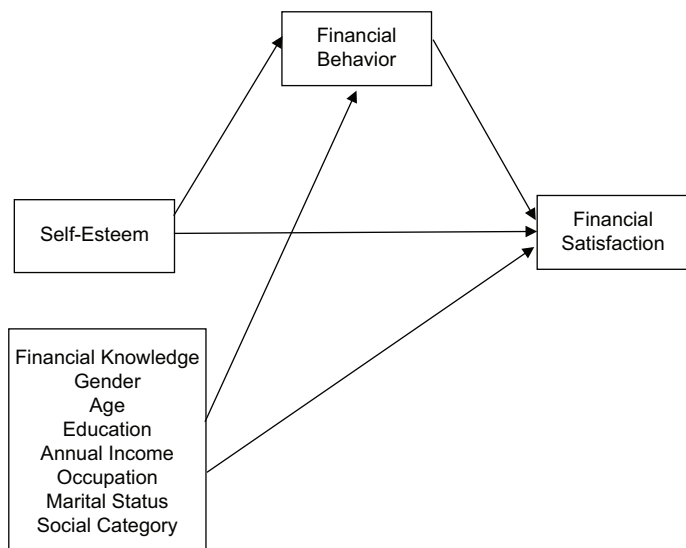 Financial
Behavior
Self-Esteem
Financial
Satisfaction
Financial Knowledge
Gender
Age
Education
Annual Income
Occupation
Marital Status
Social Category